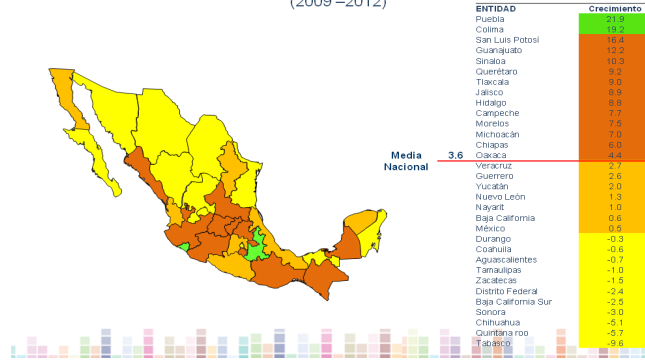 (2009 –2012)
ENTIDAD Crecimiento
Puebla 21.9
Colima 19.2
San Luis Potosí 16.4
Guanajuato 12.2
Sinaloa 10.3
Querétaro 9.2
Tlaxcala 9.0
Jalisco 8.9
Hidalgo 8.8
Campeche 7.7
Morelos 7.5
Michoacán 7.0
Chiapas 6.0
Oaxaca 4.4
Media Nacional 3.6
Veracruz 2.7
Guerrero 2.6
Yucatán 2.0
Nuevo León 1.3
Nayarit 1.0
Baja California 0.6
México 0.5
Durango -0.3
Coahuila -0.6
Aguascalientes -0.7
Tamaulipas -1.0
Zacatecas -1.5
Distrito Federal -2.4
Baja California Sur -2.5
Sonora -3.0
Chihuahua -5.1
Quintana roo -5.7
Tabasco -9.6